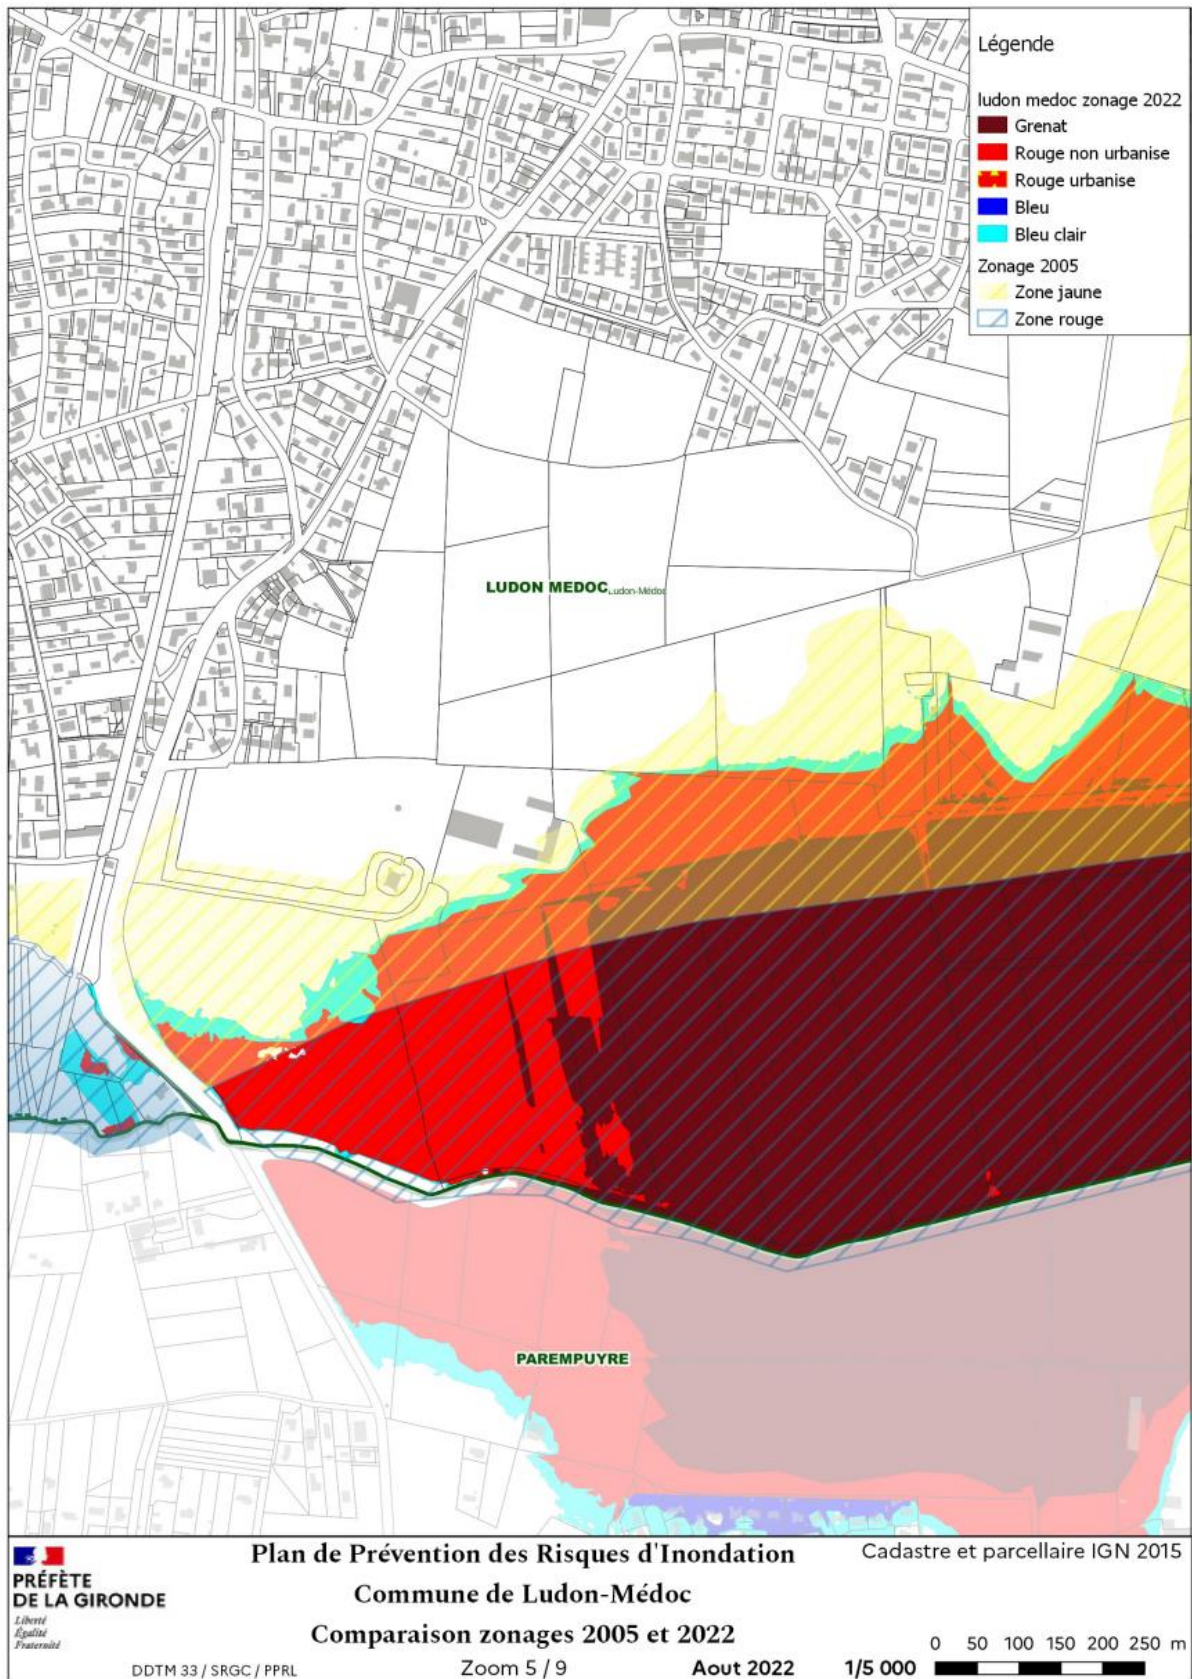 Légende
ludon medoc zonage 2022
Grenat
Rouge non urbanise
Rouge urbanise
Bleu
Bleu clair
Zonage 2005
Zone jaune
Zone rouge
LUDON MEDOC Ludon-Médoc
PAREMPUYRE
PRÉFÈTE
DE LA GIRONDE
Liberté
Égalité
Fraternité
Plan de Prévention des Risques d'Inondation
Commune de Ludon-Médoc
Comparaison zonages 2005 et 2022
Cadastre et parcellaire IGN 2015
DDTM 33 / SRGC / PPRL
Zoom 5 / 9
Aout 2022
1/5 000
0 50 100 150 200 250 m